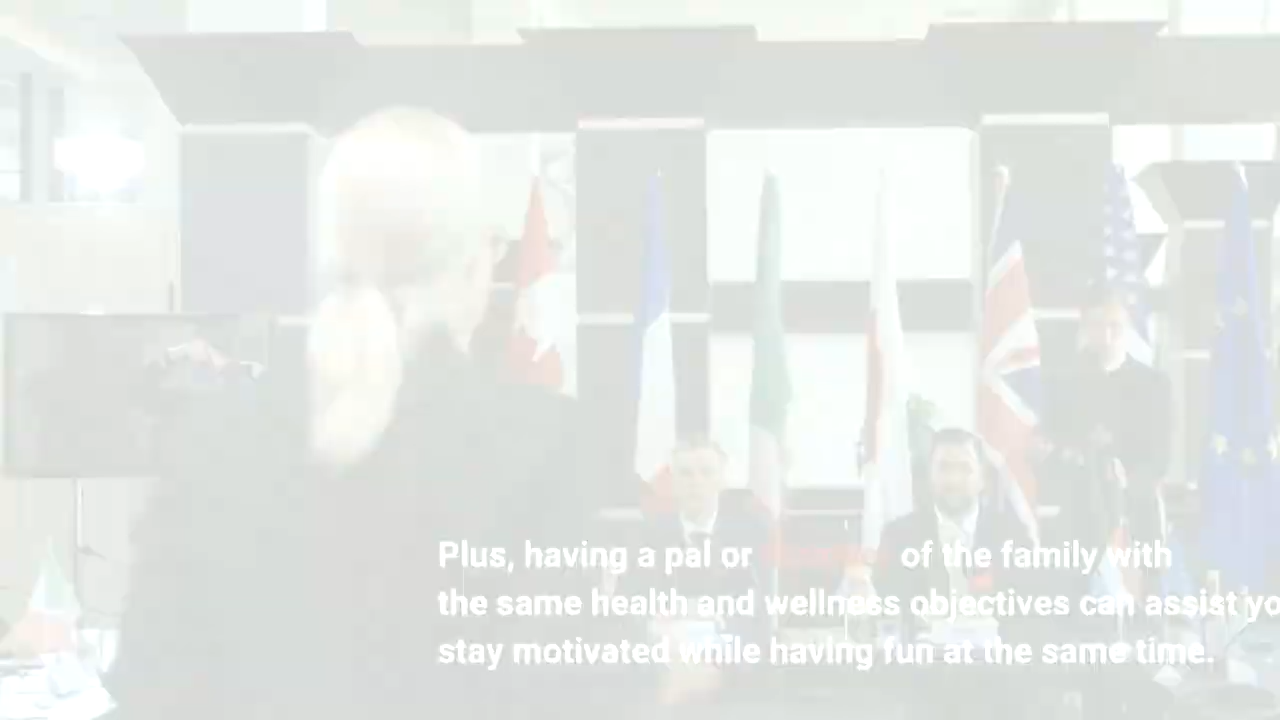 Plus, having a pal or of the family with
the same health and wellness objectives can assist yo
stay motivated while having fun at the same time.